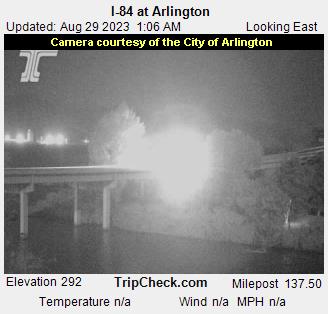 I-84 at Arlington
Updated: Aug 29 2023 1:06 AM Looking East
Camera courtesy of the City of Arlington
Elevation 292 TripCheck.com Milepost 137.50
Temperature n/a Wind n/a MPH n/a